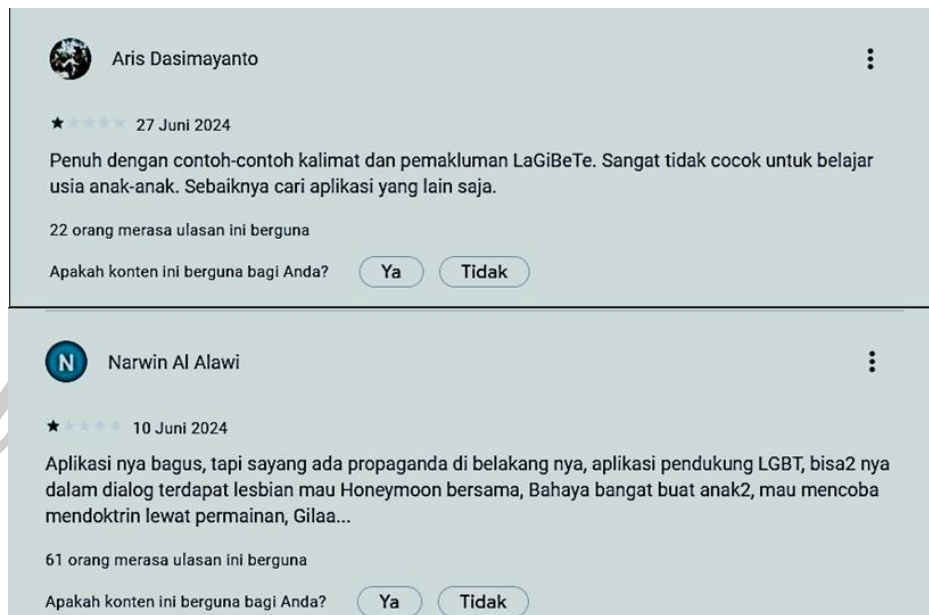 Aris Dasimayanto
27 Juni 2024
Penuh dengan contoh-contoh kalimat dan pemakluman LaGiBeTe. Sangat tidak cocok untuk belajar
usia anak-anak. Sebaiknya cari aplikasi yang lain saja.
22 orang merasa ulasan ini berguna
Apakah konten ini berguna bagi Anda? Ya Tidak
N Narwin Al Alawi
10 Juni 2024
Aplikasi nya bagus, tapi sayang ada propaganda di belakang nya, aplikasi pendukung LGBT, bisa2 nya
dalam dialog terdapat lesbian mau Honeymoon bersama, Bahaya bangat buat anak2, mau mencoba
mendoktrin lewat permainan, Gilaa...
61 orang merasa ulasan ini berguna
Apakah konten ini berguna bagi Anda? Ya Tidak